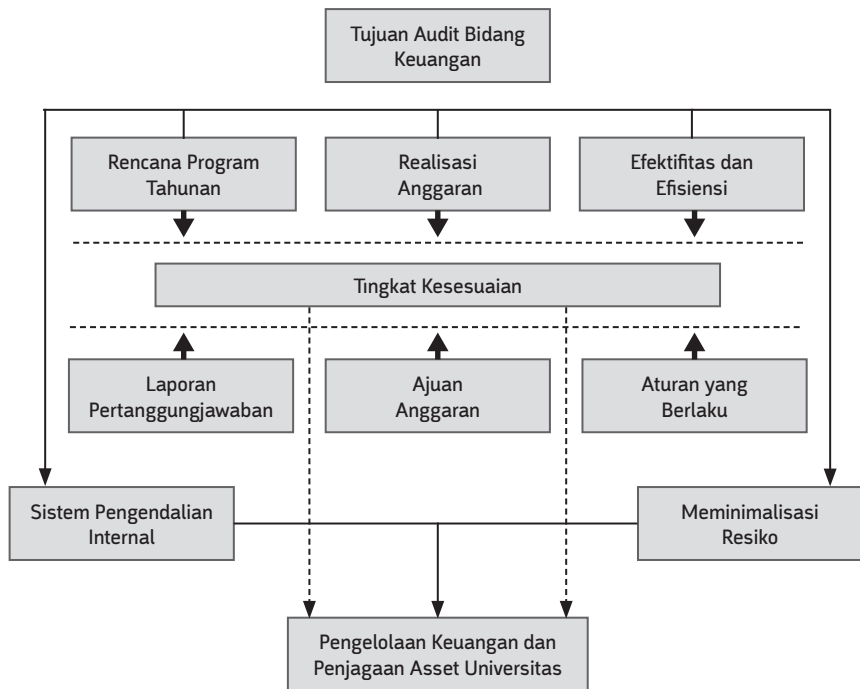 Tujuan Audit Bidang
Keuangan
Rencana Program
Tahunan
Realisasi
Anggaran
Efektifitas dan
Efisiensi
Tingkat Kesesuaian
Laporan
Pertanggungjawaban
Ajuan
Anggaran
Aturan yang
Berlaku
Sistem Pengendalian
Internal
Meminimalisasi
Resiko
Pengelolaan Keuangan dan
Penjagaan Asset Universitas